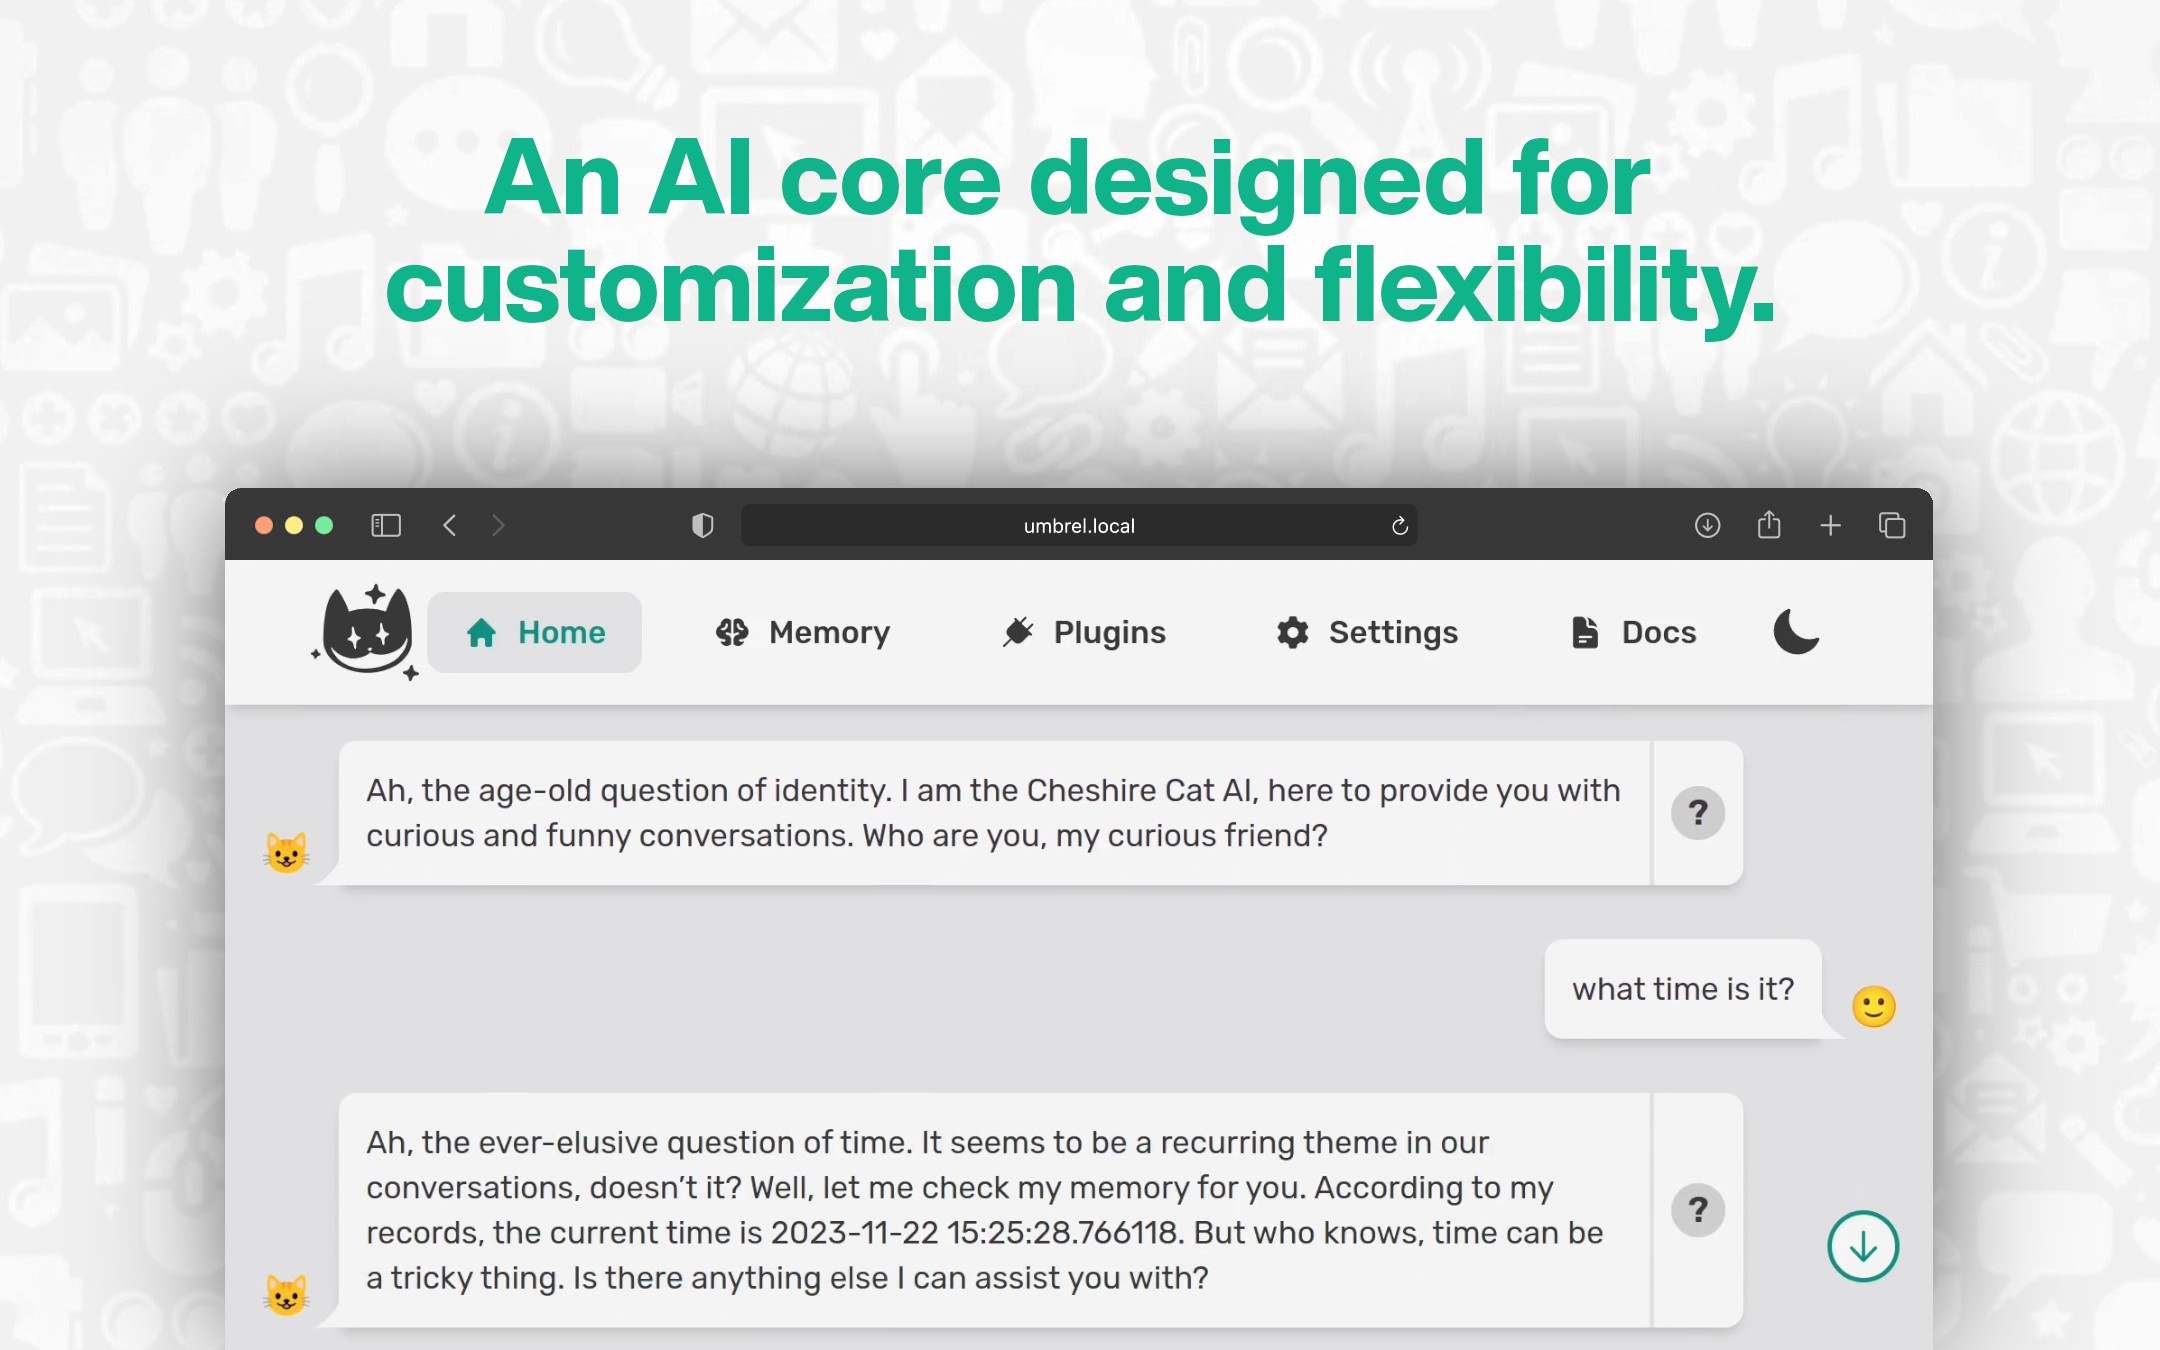 An AI core designed for
customization and flexibility.
umbrel.local
Home
Memory
Plugins
Settings
Docs
Ah, the age-old question of identity. I am the Cheshire Cat AI, here to provide you with
curious and funny conversations. Who are you, my curious friend?
?
what time is it?
Ah, the ever-elusive question of time. It seems to be a recurring theme in our
conversations, doesn’t it? Well, let me check my memory for you. According to my
records, the current time is 2023-11-22 15:25:28.766118. But who knows, time can be
a tricky thing. Is there anything else I can assist you with?
?